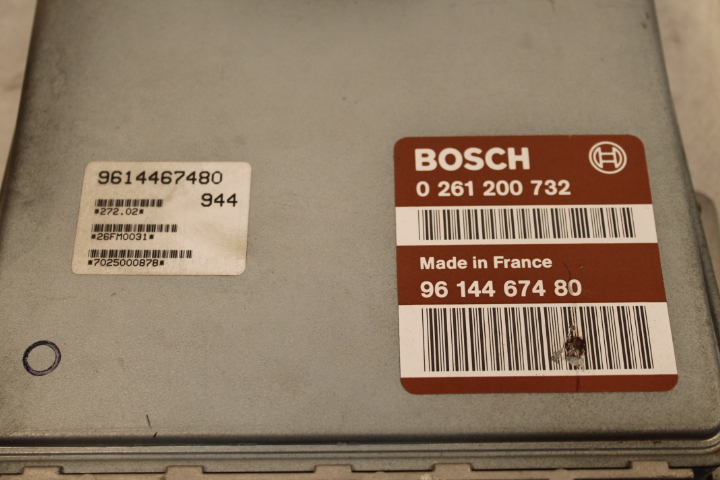 9614467480
944
*272.02*
*26FM0031*
*7025000878*
BOSCH
0 261 200 732
Made in France
96 144 674 80